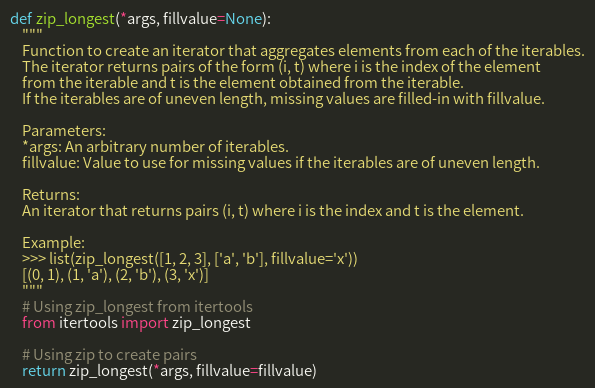 def zip_longest(*args, fillvalue=None):
"""
Function to create an iterator that aggregates elements from each of the iterables.
The iterator returns pairs of the form (i, t) where i is the index of the element
from the iterable and t is the element obtained from the iterable.
If the iterables are of uneven length, missing values are filled-in with fillvalue.
Parameters:
*args: An arbitrary number of iterables.
fillvalue: Value to use for missing values if the iterables are of uneven length.
Returns:
An iterator that returns pairs (i, t) where i is the index and t is the element.
Example:
>>> list(zip_longest([1, 2, 3], ['a', 'b'], fillvalue='x'))
[(0, 1), (1, 'a'), (2, 'b'), (3, 'x')]
"""
# Using zip_longest from itertools
from itertools import zip_longest
# Using zip to create pairs
return zip_longest(*args, fillvalue=fillvalue)